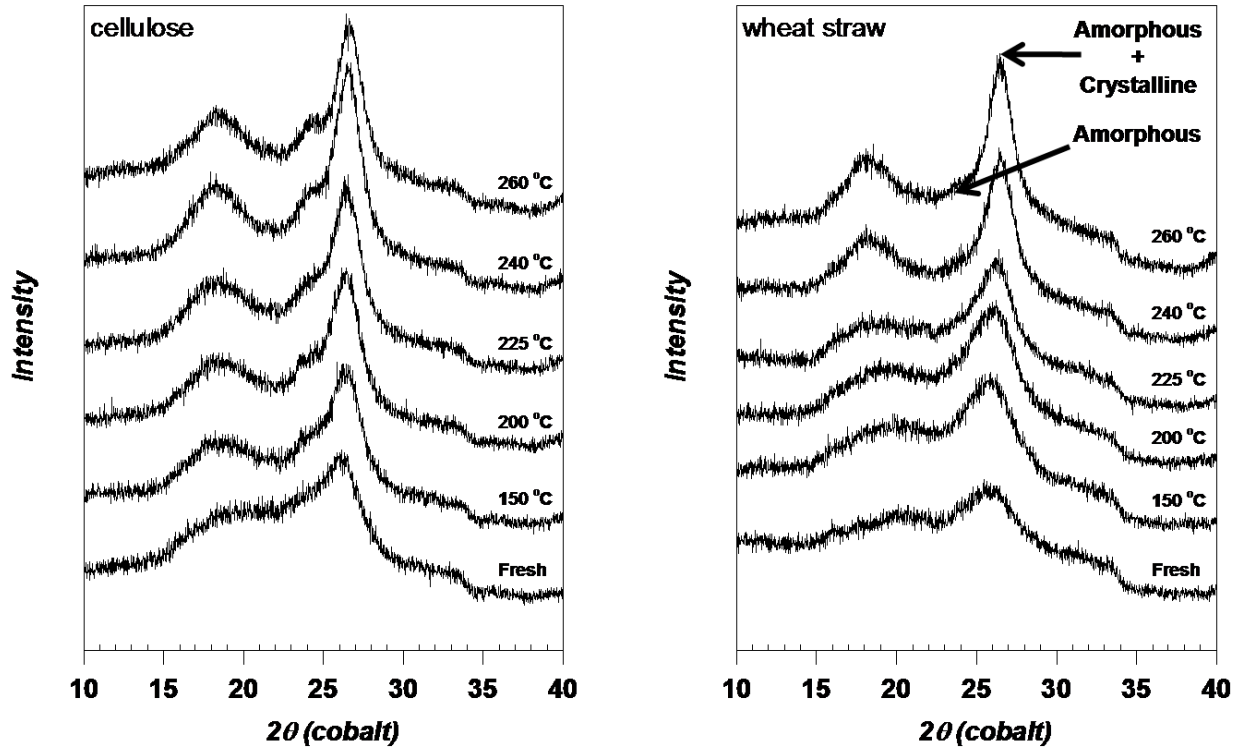 cellulose
260 °C
240 °C
225 °C
200 °C
150 °C
Fresh
Intensity
10 15 20 25 30 35 40
2θ (cobalt)
wheat straw
Amorphous
+
Crystalline
Amorphous
260 °C
240 °C
225 °C
200 °C
150 °C
Fresh
Intensity
10 15 20 25 30 35 40
2θ (cobalt)